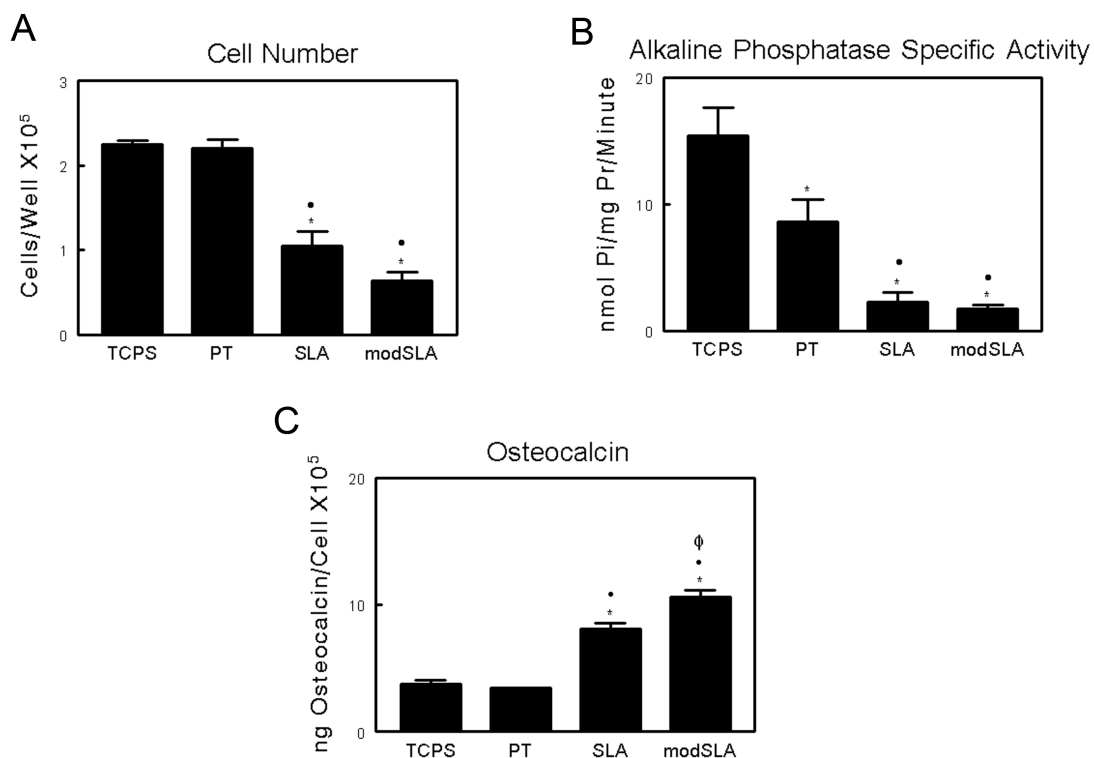 A
Cell Number
Cells/Well X10⁵
3
2
1
0
•
*
•
*
TCPS PT SLA modSLA
B
Alkaline Phosphatase Specific Activity
nmol Pi/mg Pr/Minute
20
10
0
*
•
*
•
*
TCPS PT SLA modSLA
C
Osteocalcin
ng Osteocalcin/Cell X10⁵
20
10
0
•
*
ϕ
•
*
TCPS PT SLA modSLA